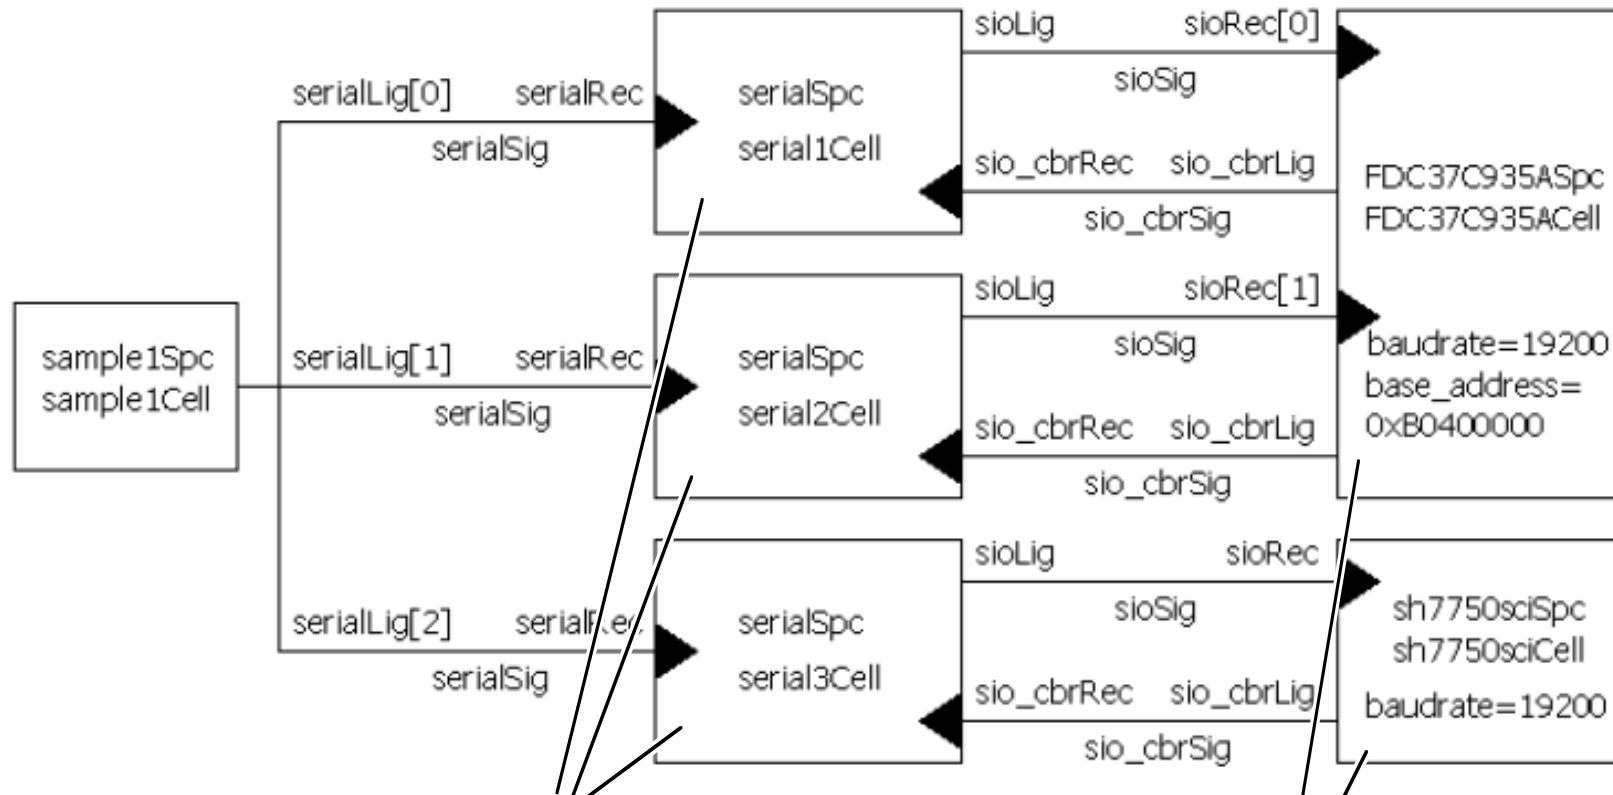 sioLig
sioRec[0]
sioSig
serialLig[0]
serialRec
serialSig
serialSpc
serial1Cell
sio_cbrRec
sio_cbrLig
sio_cbrSig
FDC37C935ASpc
FDC37C935ACell
sioLig
sioRec[1]
sioSig
sample1Spc
sample1Cell
serialLig[1]
serialRec
serialSig
serialSpc
serial2Cell
sio_cbrRec
sio_cbrLig
sio_cbrSig
baudrate=19200
base_address=
0xB0400000
sioLig
sioRec
sioSig
serialLig[2]
serialRec
serialSig
serialSpc
serial3Cell
sio_cbrRec
sio_cbrLig
sio_cbrSig
sh7750sciSpc
sh7750sciCell
baudrate=19200